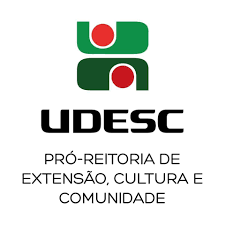 UDESC
PRÓ-REITORIA DE
EXTENSÃO, CULTURA E
COMUNIDADE